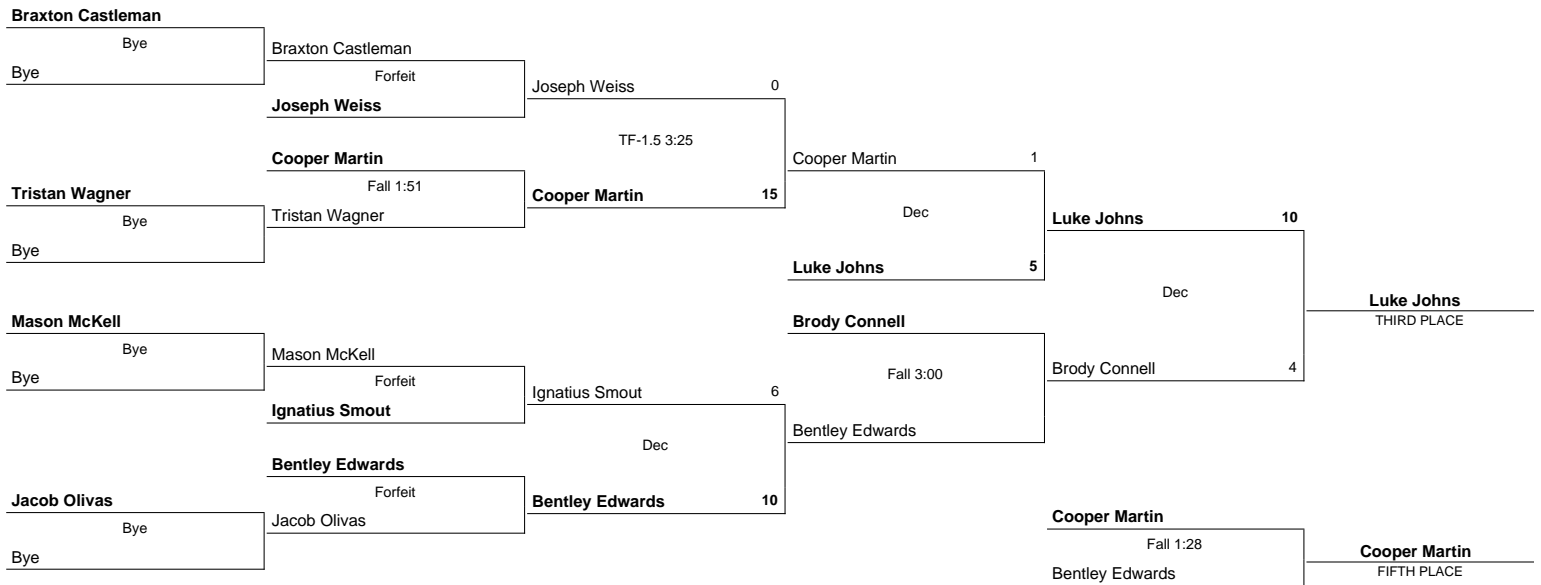 Braxton Castleman
Bye
Bye
Braxton Castleman
Forfeit
Joseph Weiss
Joseph Weiss 0
TF-1.5 3:25
Cooper Martin 15
Cooper Martin
Fall 1:51
Tristan Wagner
Tristan Wagner
Bye
Bye
Cooper Martin 1
Dec
Luke Johns 5
Luke Johns 10
Dec
Brody Connell 4
Luke Johns
THIRD PLACE
Mason McKell
Bye
Bye
Mason McKell
Forfeit
Ignatius Smout
Ignatius Smout 6
Dec
Bentley Edwards 10
Bentley Edwards
Forfeit
Jacob Olivas
Jacob Olivas
Bye
Bye
Brody Connell
Fall 3:00
Bentley Edwards
Cooper Martin
Fall 1:28
Bentley Edwards
Cooper Martin
FIFTH PLACE